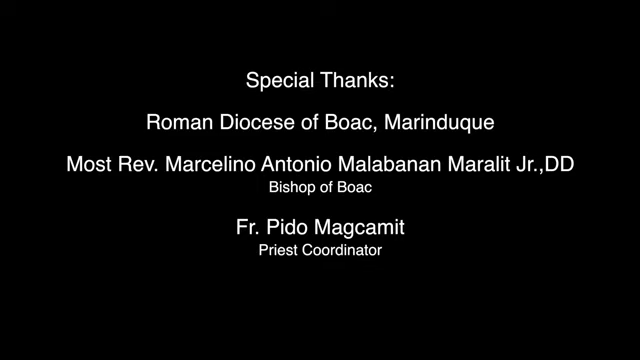 Special Thanks:
Roman Diocese of Boac, Marinduque
Most Rev. Marcelino Antonio Malabanan Maralit Jr.,DD
Bishop of Boac
Fr. Pido Magcamit
Priest Coordinator